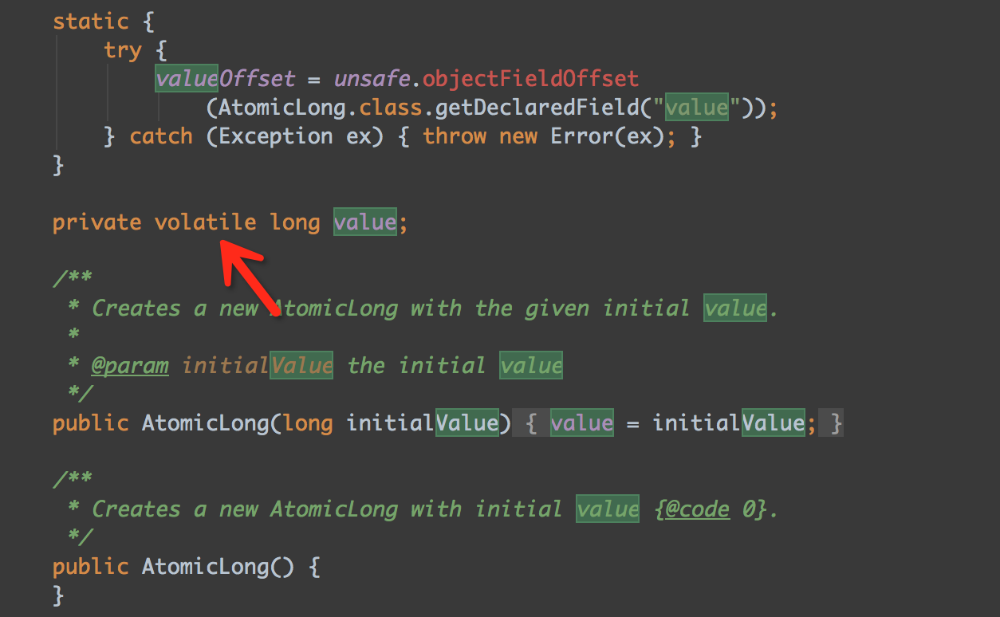 static {
try {
valueOffset = unsafe.objectFieldOffset
(AtomicLong.class.getDeclaredField("value"));
} catch (Exception ex) { throw new Error(ex); }
}
private volatile long value;
/**
* Creates a new AtomicLong with the given initial value.
*
* @param initialValue the initial value
*/
public AtomicLong(long initialValue) { value = initialValue; }
/**
* Creates a new AtomicLong with initial value {@code 0}.
*/
public AtomicLong() {
}